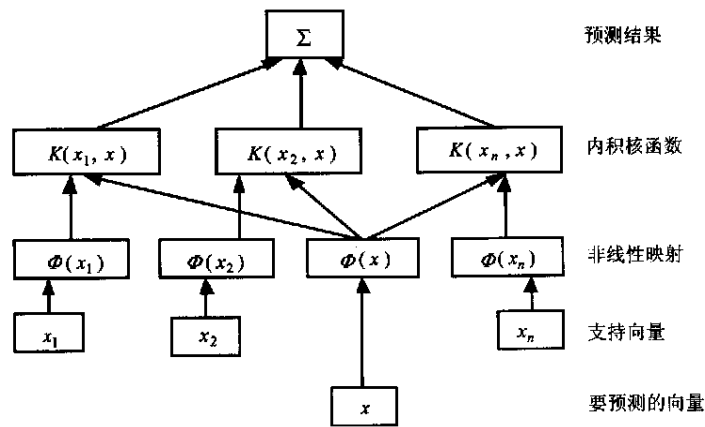 Σ 预测结果
K(x₁, x) K(x₂, x) K(xₙ, x) 内积核函数
Φ(x₁) Φ(x₂) Φ(x) Φ(xₙ) 非线性映射
x₁ x₂ xₙ 支持向量
x 要预测的向量